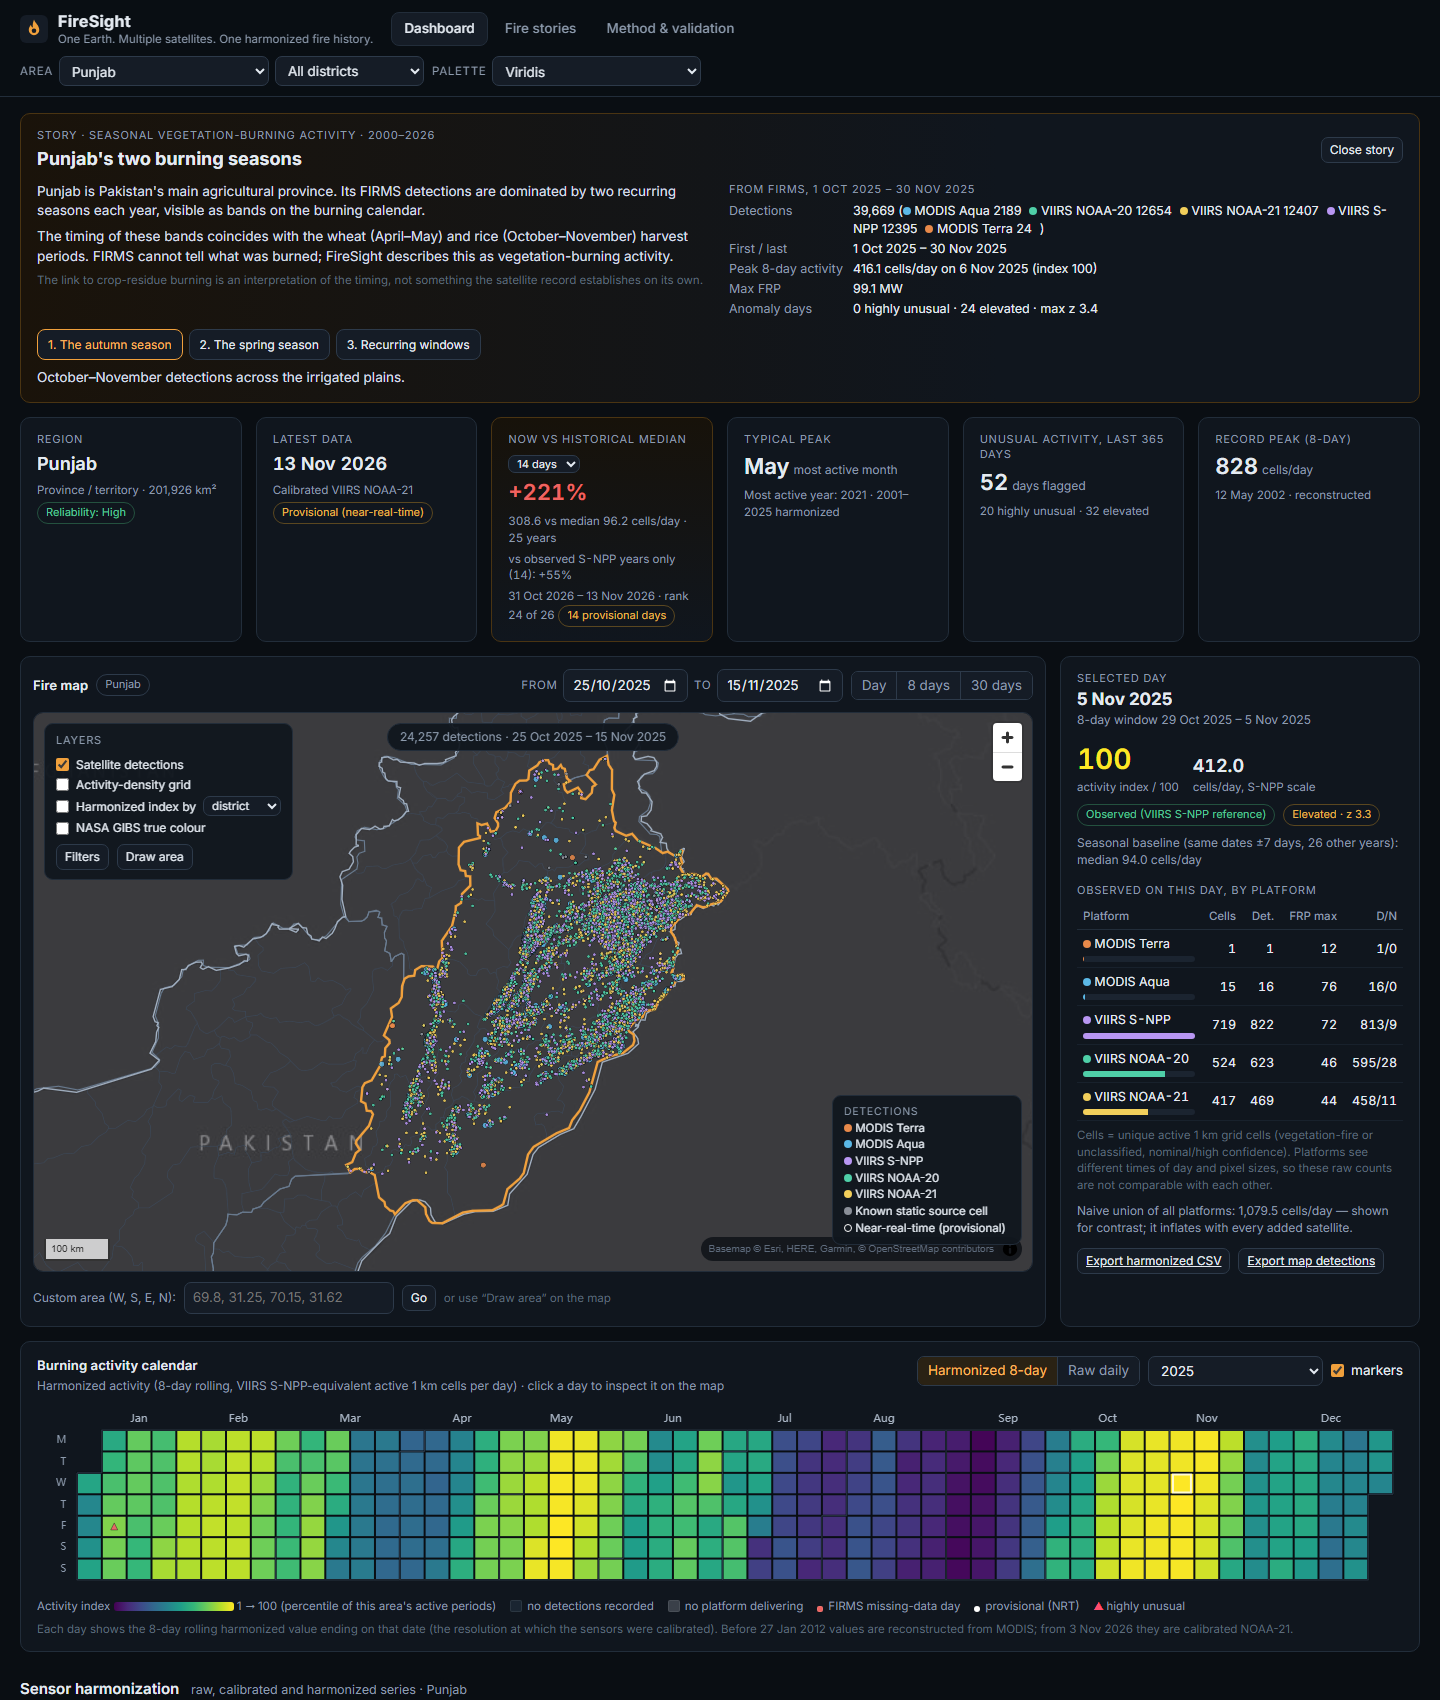 FireSight
One Earth. Multiple satellites. One harmonized fire history.
Dashboard
Fire stories
Method & validation
AREA
Punjab
All districts
PALETTE
Viridis
STORY · SEASONAL VEGETATION-BURNING ACTIVITY · 2000–2026
Punjab's two burning seasons
Close story
Punjab is Pakistan's main agricultural province. Its FIRMS detections are dominated by two recurring
seasons each year, visible as bands on the burning calendar.
The timing of these bands coincides with the wheat (April–May) and rice (October–November) harvest
periods. FIRMS cannot tell what was burned; FireSight describes this as vegetation-burning activity.
The link to crop-residue burning is an interpretation of the timing, not something the satellite record establishes on its own.
FROM FIRMS, 1 OCT 2025 – 30 NOV 2025
Detections 39,669 (MODIS Aqua 2189 VIIRS NOAA-20 12654 VIIRS NOAA-21 12407 VIIRS S-
NPP 12395 MODIS Terra 24 )
First / last 1 Oct 2025 – 30 Nov 2025
Peak 8-day activity 416.1 cells/day on 6 Nov 2025 (index 100)
Max FRP 99.1 MW
Anomaly days 0 highly unusual · 24 elevated · max z 3.4
1. The autumn season
2. The spring season
3. Recurring windows
October–November detections across the irrigated plains.
REGION
Punjab
Province / territory · 201,926 km²
Reliability: High
LATEST DATA
13 Nov 2026
Calibrated VIIRS NOAA-21
Provisional (near-real-time)
NOW VS HISTORICAL MEDIAN
14 days
+221%
308.6 vs median 96.2 cells/day ·
25 years
vs observed S-NPP years only
(14): +55%
31 Oct 2026 – 13 Nov 2026 · rank
24 of 26 14 provisional days
TYPICAL PEAK
May most active month
Most active year: 2021 · 2001–
2025 harmonized
UNUSUAL ACTIVITY, LAST 365
DAYS
52 days flagged
20 highly unusual · 32 elevated
RECORD PEAK (8-DAY)
828 cells/day
12 May 2002 · reconstructed
Fire map
Punjab
FROM
25/10/2025
TO
15/11/2025
Day
8 days
30 days
LAYERS
Satellite detections
Activity-density grid
Harmonized index by district
NASA GIBS true colour
Filters
Draw area
24,257 detections · 25 Oct 2025 – 15 Nov 2025
+
−
PAKISTAN
DETECTIONS
MODIS Terra
MODIS Aqua
VIIRS S-NPP
VIIRS NOAA-20
VIIRS NOAA-21
Known static source cell
Near-real-time (provisional)
100 km
Basemap © Esri, HERE, Garmin, © OpenStreetMap contributors
Custom area (W, S, E, N):
69.8, 31.25, 70.15, 31.62
Go
or use “Draw area” on the map
SELECTED DAY
5 Nov 2025
8-day window 29 Oct 2025 – 5 Nov 2025
100 412.0
activity index / 100 cells/day, S-NPP scale
Observed (VIIRS S-NPP reference)
Elevated · z 3.3
Seasonal baseline (same dates ±7 days, 26 other years):
median 94.0 cells/day
OBSERVED ON THIS DAY, BY PLATFORM
Platform Cells Det. FRP max D/N
MODIS Terra 1 1 12 1/0
MODIS Aqua 15 16 76 16/0
VIIRS S-NPP 719 822 72 813/9
VIIRS NOAA-20 524 623 46 595/28
VIIRS NOAA-21 417 469 44 458/11
Cells = unique active 1 km grid cells (vegetation-fire or
unclassified, nominal/high confidence). Platforms see
different times of day and pixel sizes, so these raw counts
are not comparable with each other.
Naive union of all platforms: 1,079.5 cells/day — shown
for contrast; it inflates with every added satellite.
Export harmonized CSV
Export map detections
Burning activity calendar
Harmonized activity (8-day rolling, VIIRS S-NPP-equivalent active 1 km cells per day) · click a day to inspect it on the map
Harmonized 8-day
Raw daily
2025
markers
Jan Feb Mar Apr May Jun Jul Aug Sep Oct Nov Dec
M
T
W
T
F
S
S
Activity index 1 → 100 (percentile of this area's active periods) no detections recorded no platform delivering FIRMS missing-data day provisional (NRT) highly unusual
Each day shows the 8-day rolling harmonized value ending on that date (the resolution at which the sensors were calibrated). Before 27 Jan 2012 values are reconstructed from MODIS; from 3 Nov 2026 they are calibrated NOAA-21.
Sensor harmonization raw, calibrated and harmonized series · Punjab